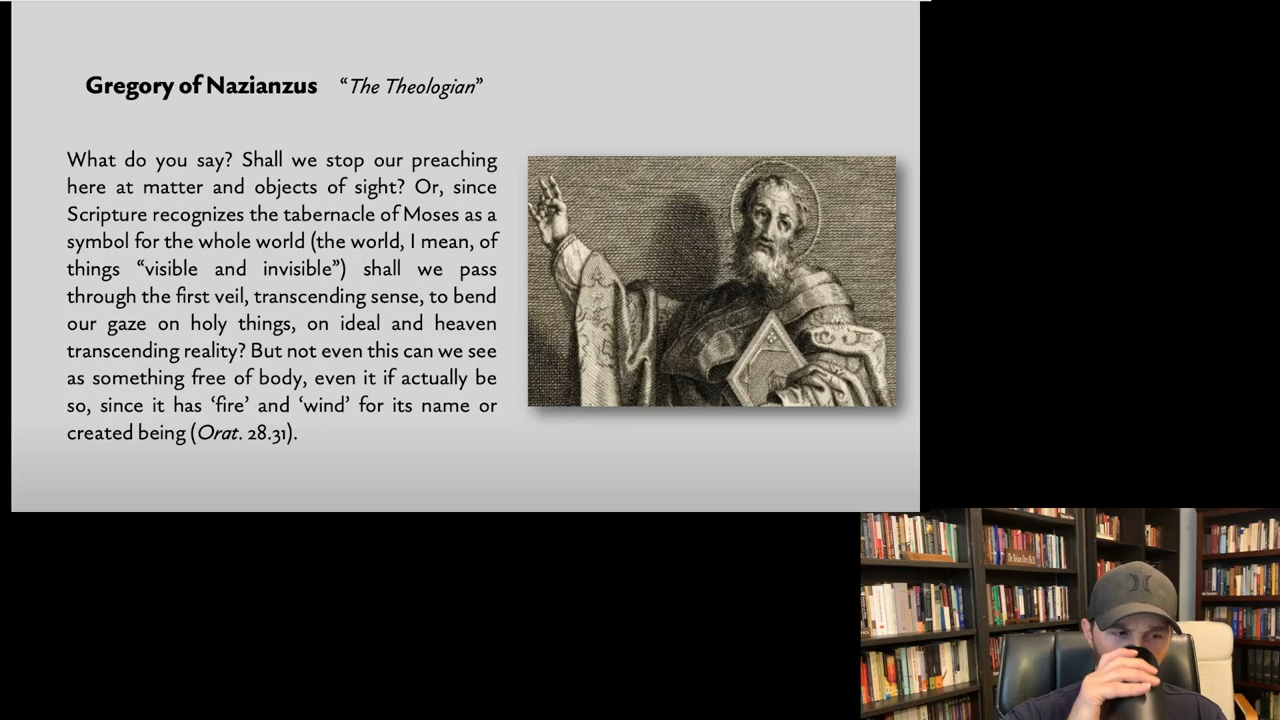 Gregory of Nazianzus “The Theologian”
What do you say? Shall we stop our preaching
here at matter and objects of sight? Or, since
Scripture recognizes the tabernacle of Moses as a
symbol for the whole world (the world, I mean, of
things “visible and invisible”) shall we pass
through the first veil, transcending sense, to bend
our gaze on holy things, on ideal and heaven
transcending reality? But not even this can we see
as something free of body, even it if actually be
so, since it has ‘fire’ and ‘wind’ for its name or
created being (Orat. 28.31).